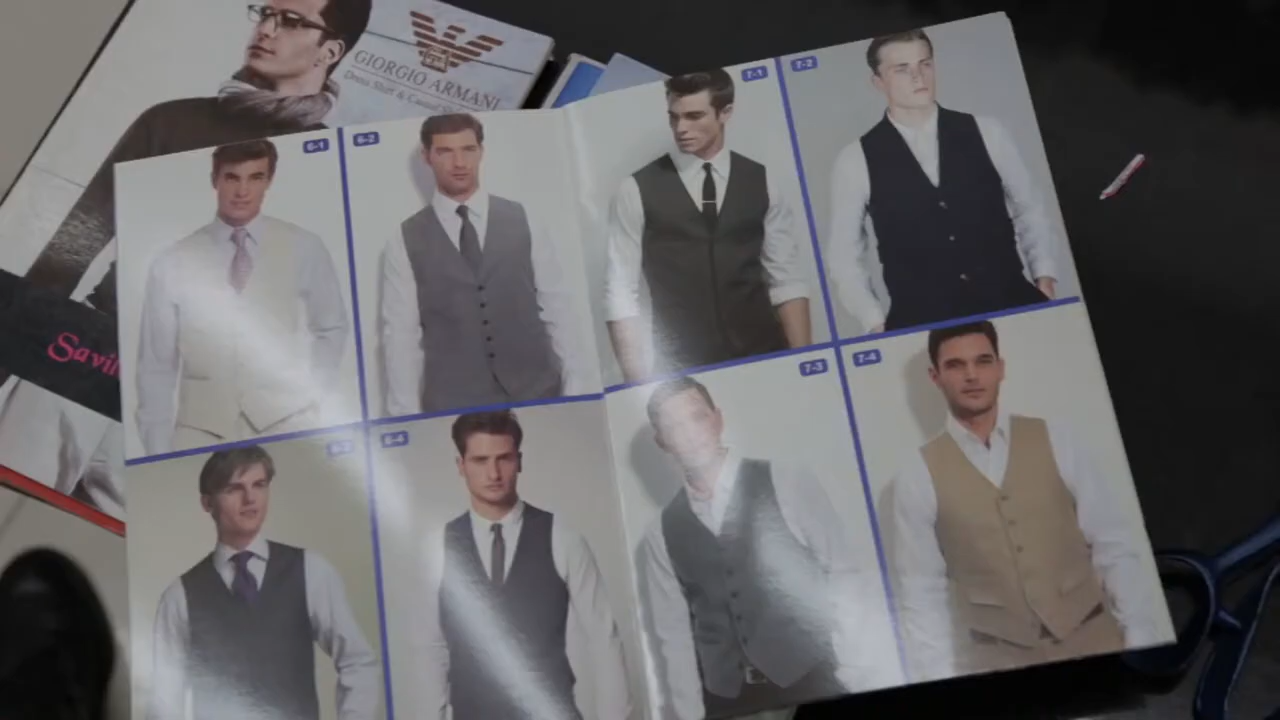 GIORGIO ARMANI
Dress Shirt & Casual
Savil
6-1
6-2
7-1
7-2
6-4
7-3
7-4